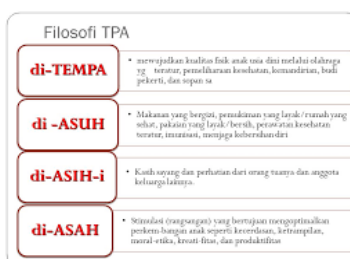 Filosofi TPA
di-TEMPA
• mewujudkan kualitas fisik anak usia dini melalui olahraga
yg teratur, pemeliharaan kesehatan, kemandirian, budi
pekerti, dan sopan sa
di -ASUH
• Makanan yang bergizi, pemukiman yang layak/rumah yang
sehat, pakaian yang layak/bersih, perawatan kesehatan
teratur, imunisasi, menjaga kebersihan diri
di-ASIH-i
• Kasih sayang dan perhatian dari orang tuanya dan anggota
keluarga lainnya.
di-ASAH
• Stimulasi (rangsangan) yang bertujuan mengoptimalkan
perkem-bangan anak seperti kecerdasan, ketrampilan,
moral-etika, kreati-fitas, dan produktifitas